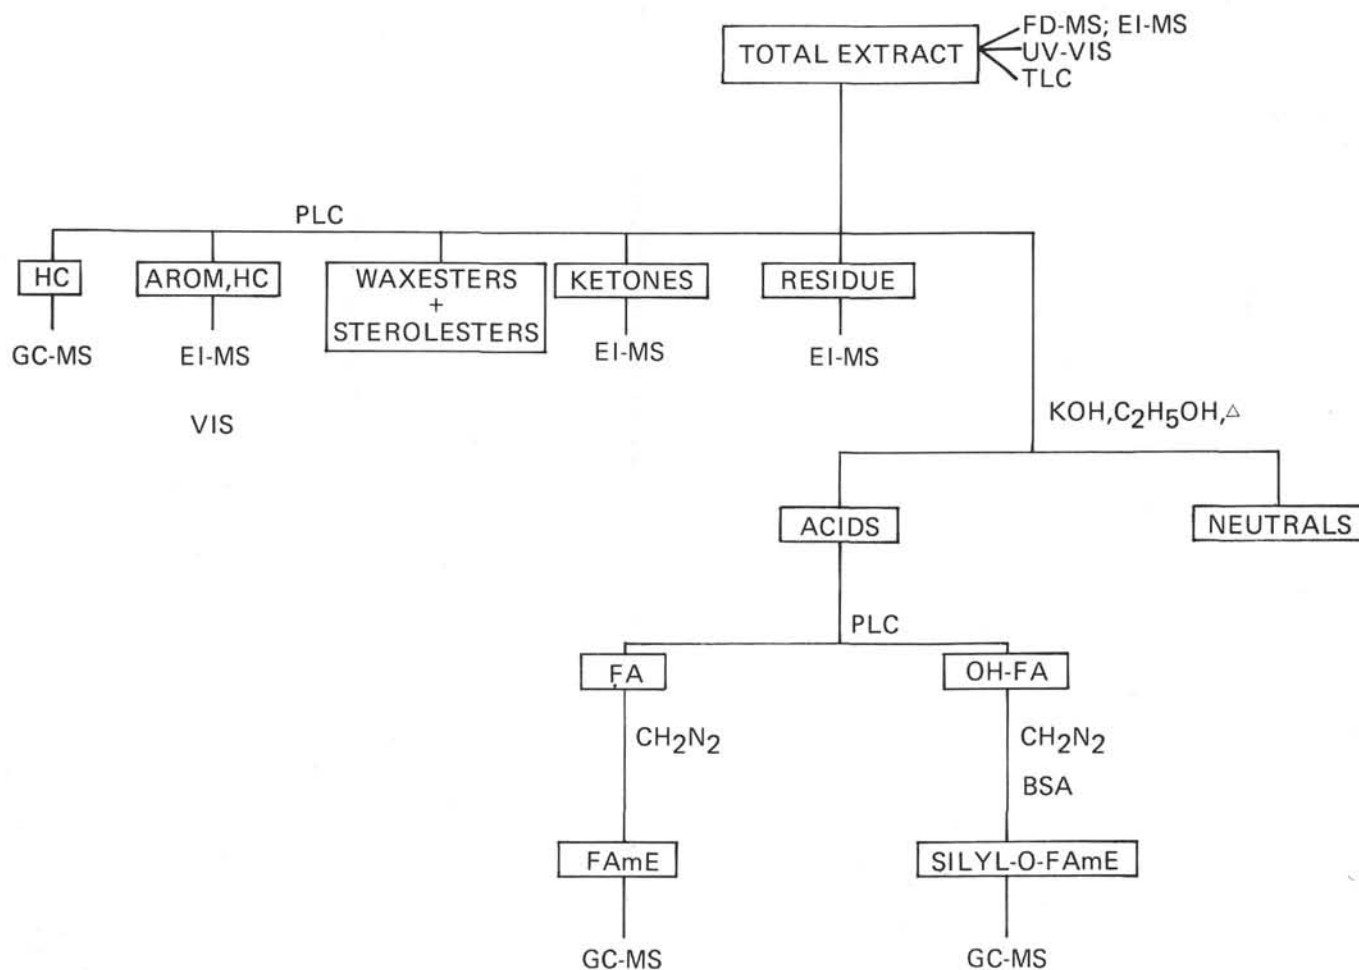 TOTAL EXTRACT
FD-MS; EI-MS
UV-VIS
TLC
PLC
HC
AROM,HC
WAXESTERS
+
STEROLESTERS
KETONES
RESIDUE
GC-MS
EI-MS
EI-MS
EI-MS
VIS
KOH,C₂H₅OH,△
ACIDS
NEUTRALS
PLC
FA
OH-FA
CH₂N₂
CH₂N₂
BSA
FAmE
SILYL-O-FAmE
GC-MS
GC-MS